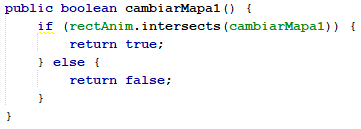 public boolean cambiarMapa1() {
    if (rectAnim.intersects(cambiarMapa1)) {
        return true;
    } else {
        return false;
    }
}